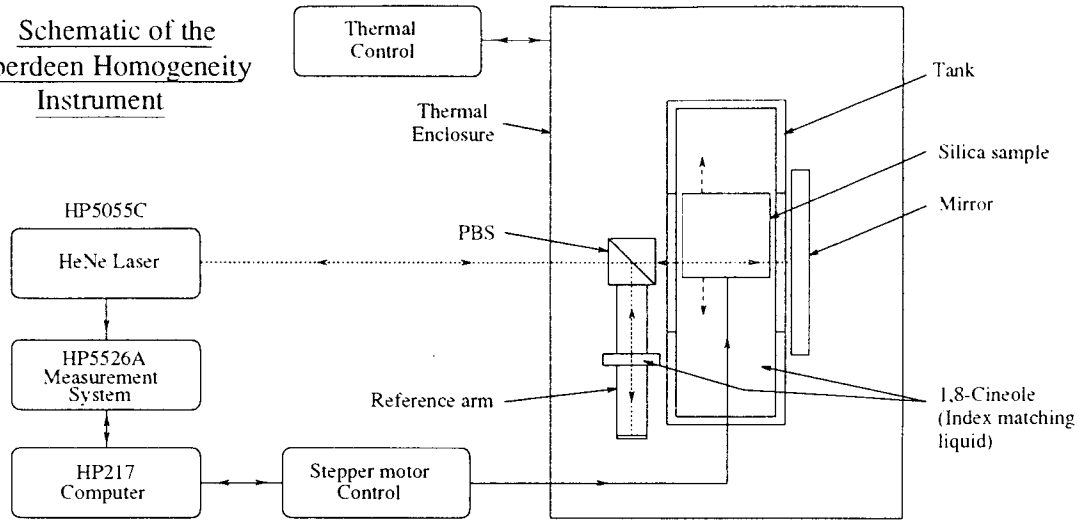 Schematic of the
berdeen Homogeneity
Instrument
Thermal
Control
Thermal
Enclosure
Tank
Silica sample
Mirror
HP5055C
HeNe Laser
PBS
HP5526A
Measurement
System
Reference arm
1,8-Cineole
(Index matching
liquid)
HP217
Computer
Stepper motor
Control